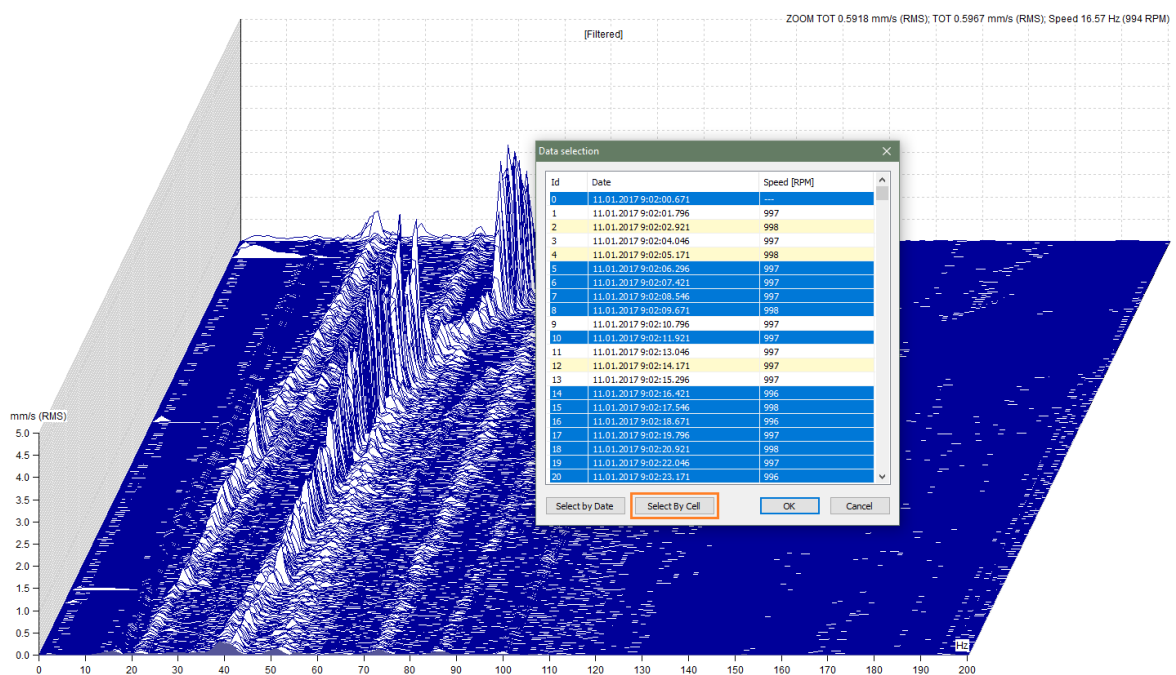 ZOOM TOT 0.5918 mm/s (RMS); TOT 0.5967 mm/s (RMS); Speed 16.57 Hz (994 RPM)
[Filtered]
Data selection
Id Date Speed [RPM]
0 11.01.2017 9:02:00.671 ---
1 11.01.2017 9:02:01.796 997
2 11.01.2017 9:02:02.921 998
3 11.01.2017 9:02:04.046 997
4 11.01.2017 9:02:05.171 998
5 11.01.2017 9:02:06.296 997
6 11.01.2017 9:02:07.421 997
7 11.01.2017 9:02:08.546 997
8 11.01.2017 9:02:09.671 998
9 11.01.2017 9:02:10.796 997
10 11.01.2017 9:02:11.921 997
11 11.01.2017 9:02:13.046 997
12 11.01.2017 9:02:14.171 997
13 11.01.2017 9:02:15.296 997
14 11.01.2017 9:02:16.421 996
15 11.01.2017 9:02:17.546 998
16 11.01.2017 9:02:18.671 996
17 11.01.2017 9:02:19.796 997
18 11.01.2017 9:02:20.921 998
19 11.01.2017 9:02:22.046 997
20 11.01.2017 9:02:23.171 996
Select by Date Select By Cell OK Cancel
mm/s (RMS)
5.0
4.5
4.0
3.5
3.0
2.5
2.0
1.5
1.0
0.5
0.0
Hz
0 10 20 30 40 50 60 70 80 90 100 110 120 130 140 150 160 170 180 190 200